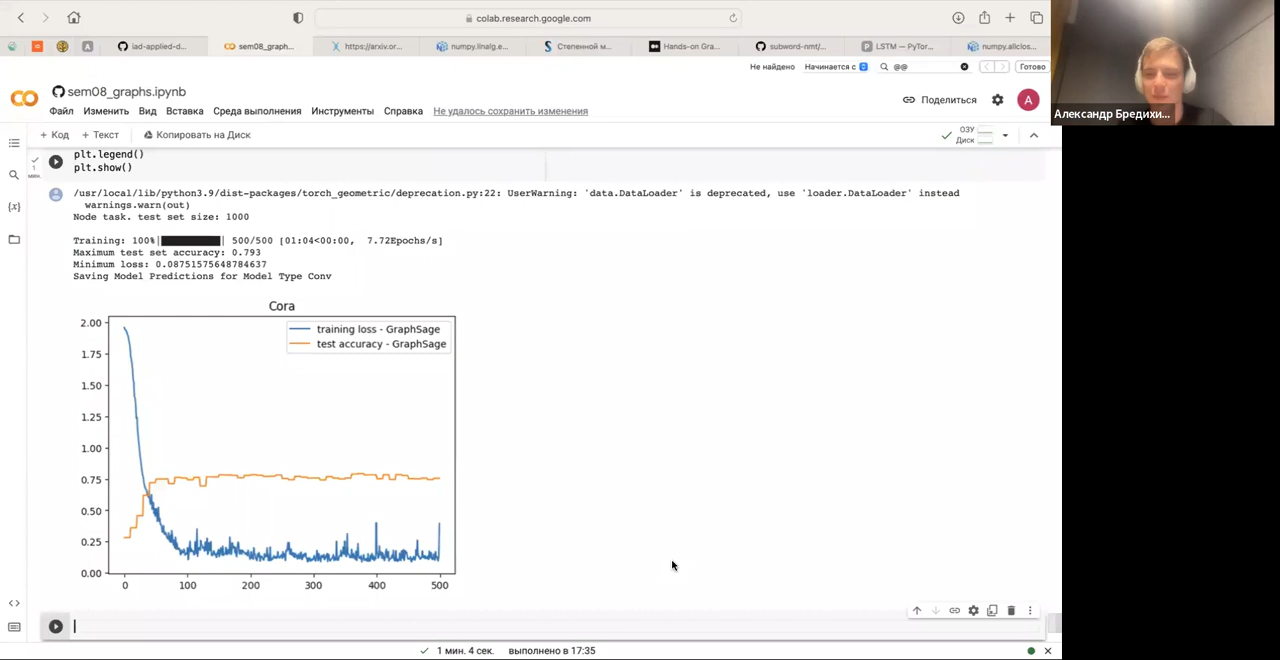 colab.research.google.com
iad-applied-d...
sem08_graph...
https://arxiv.or...
numpy.linalg.e...
Степенной м...
Hands-on Gra...
subword-nmt/...
LSTM — PyTor...
numpy.allclos...
Не найдено Начинается с @@ Готово
sem08_graphs.ipynb
Файл Изменить Вид Вставка Среда выполнения Инструменты Справка Не удалось сохранить изменения
Поделиться
A
Александр Бредихи...
+ Код + Текст Копировать на Диск
ОЗУ
Диск
plt.legend()
plt.show()
1
мин.
/usr/local/lib/python3.9/dist-packages/torch_geometric/deprecation.py:22: UserWarning: 'data.DataLoader' is deprecated, use 'loader.DataLoader' instead
warnings.warn(out)
Node task. test set size: 1000
Training: 100%|██████████| 500/500 [01:04<00:00, 7.72Epochs/s]
Maximum test set accuracy: 0.793
Minimum loss: 0.08751575648784637
Saving Model Predictions for Model Type Conv
Cora
training loss - GraphSage
test accuracy - GraphSage
2.00
1.75
1.50
1.25
1.00
0.75
0.50
0.25
0.00
0 100 200 300 400 500
1 мин. 4 сек. выполнено в 17:35